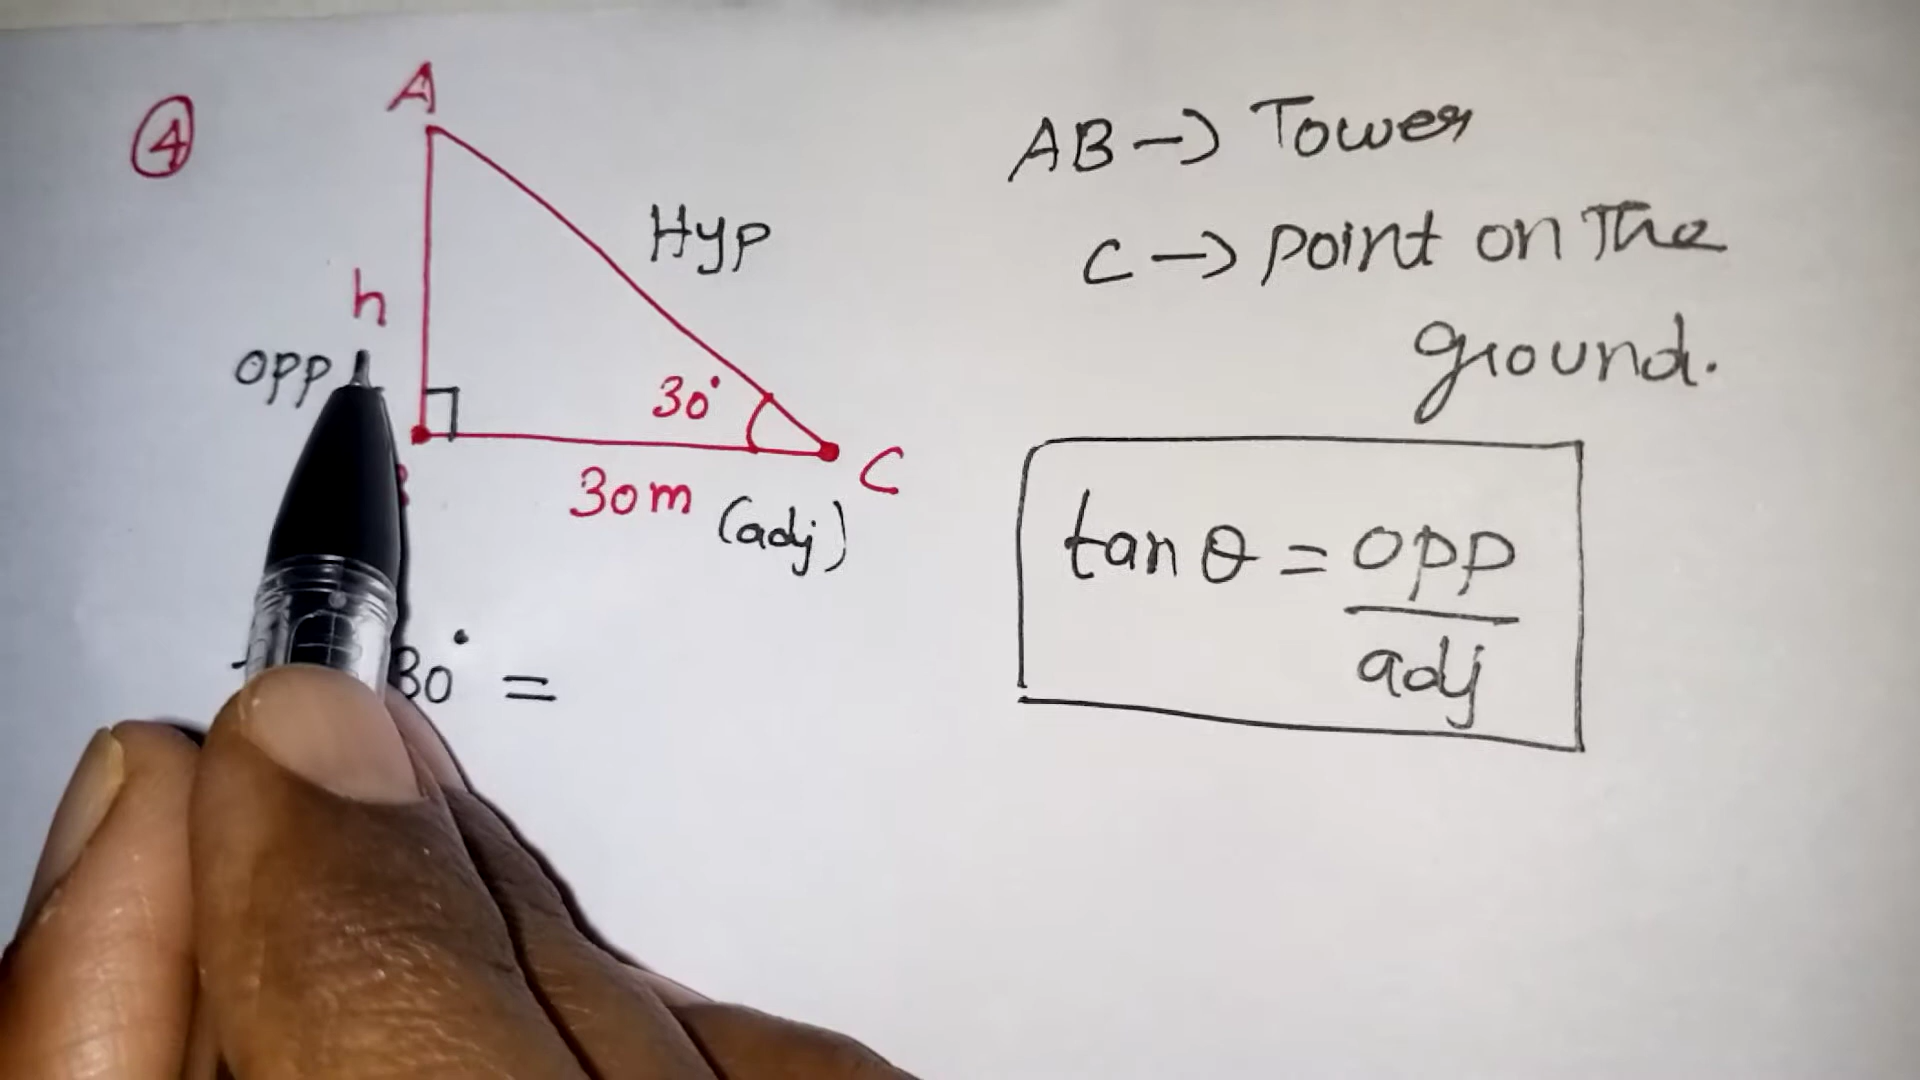 4
A
AB → Tower
Hyp
C → point on the
ground.
h
opp
30°
C
30m
(adj)
tan θ = opp
adj
30° =